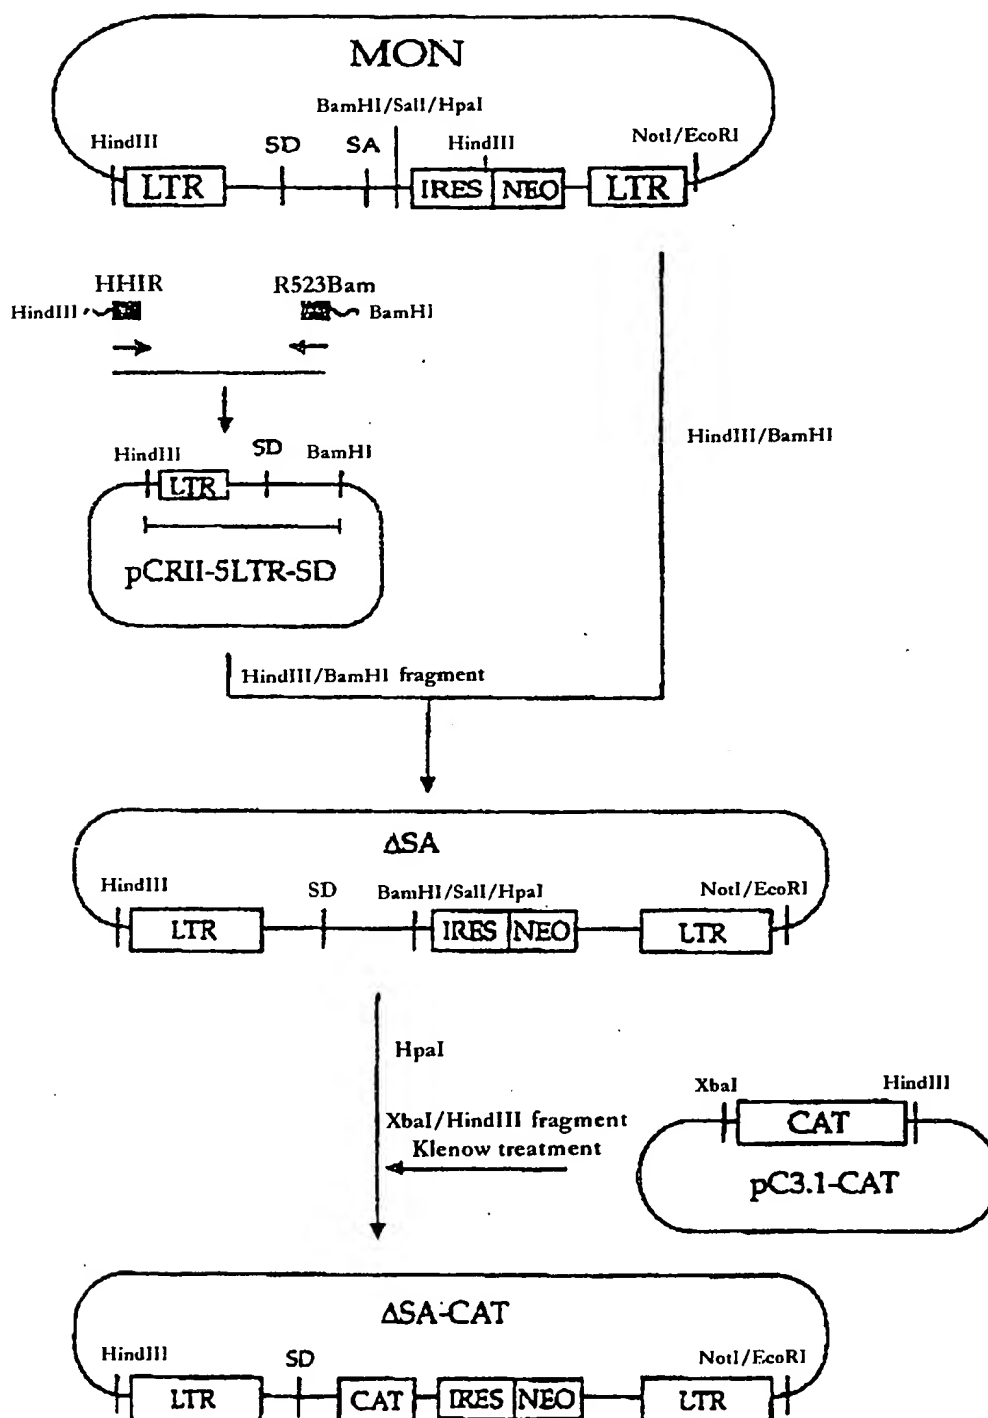 MON
BamHI/SalI/HpaI
HindIII SD SA HindIII NotI/EcoRI
LTR IRES NEO LTR
HHIR R523Bam
HindIII BamHI
HindIII/BamHI
HindIII SD BamHI
LTR
pCRII-5LTR-SD
HindIII/BamHI fragment
ΔSA
HindIII SD BamHI/SalI/HpaI NotI/EcoRI
LTR IRES NEO LTR
HpaI
XbaI HindIII
XbaI/HindIII fragment
Klenow treatment
CAT
pC3.1-CAT
ΔSA-CAT
HindIII SD NotI/EcoRI
LTR CAT IRES NEO LTR